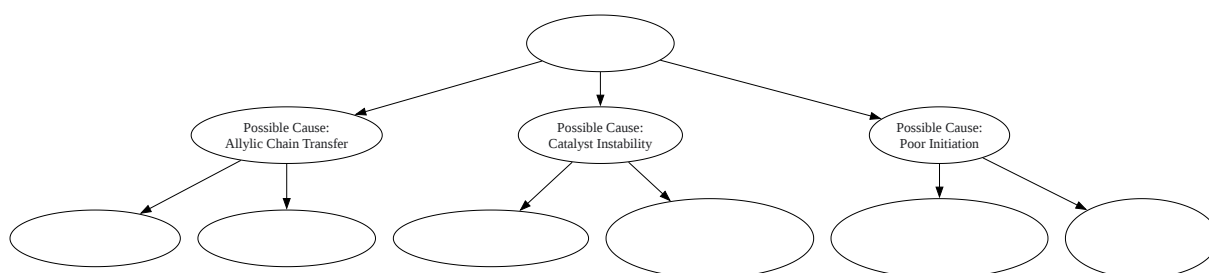 Possible Cause:
Allylic Chain Transfer
Possible Cause:
Catalyst Instability
Possible Cause:
Poor Initiation